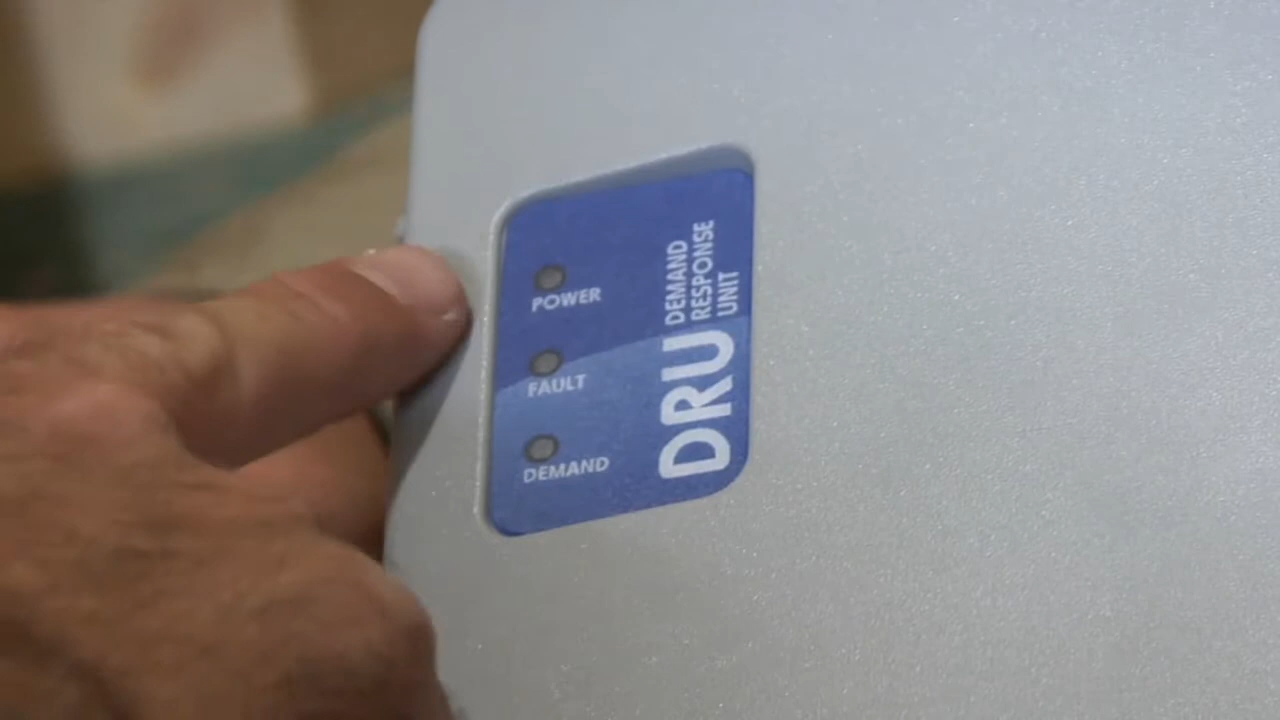 POWER
FAULT
DEMAND
DRU
DEMAND
RESPONSE
UNIT